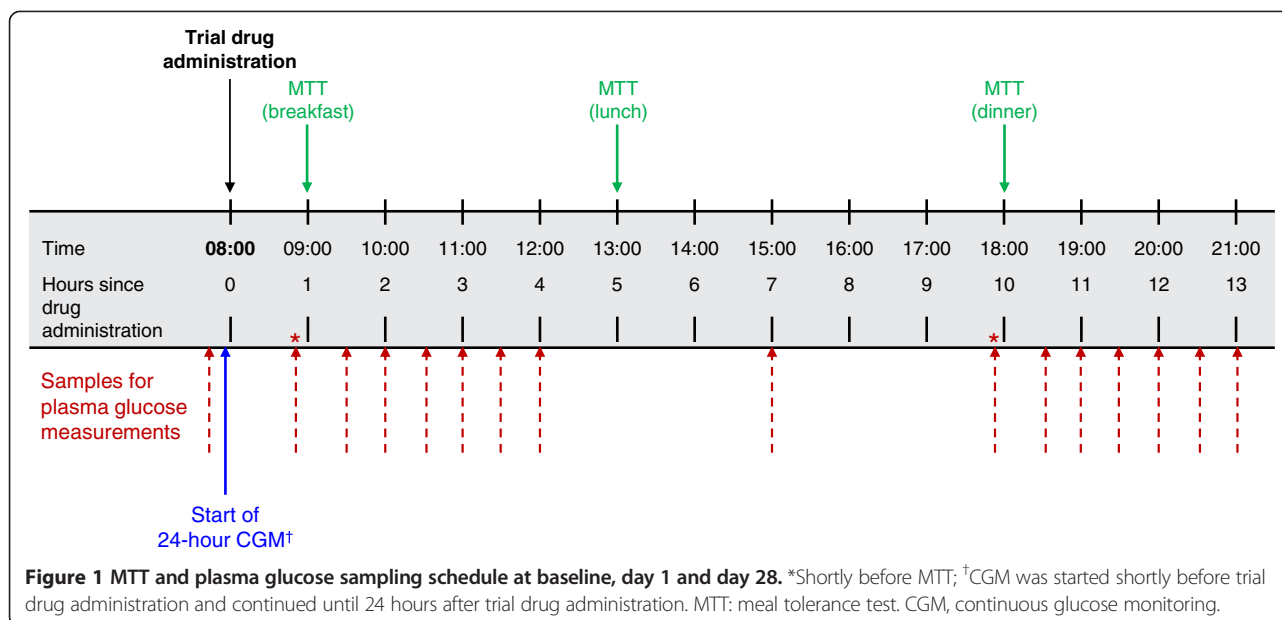 Trial drug
administration
MTT
(breakfast)
MTT
(lunch)
MTT
(dinner)
Time 08:00 09:00 10:00 11:00 12:00 13:00 14:00 15:00 16:00 17:00 18:00 19:00 20:00 21:00
Hours since 0 1 2 3 4 5 6 7 8 9 10 11 12 13
drug
administration * *
Samples for
plasma glucose
measurements
Start of
24-hour CGM†
Figure 1 MTT and plasma glucose sampling schedule at baseline, day 1 and day 28. *Shortly before MTT; †CGM was started shortly before trial
drug administration and continued until 24 hours after trial drug administration. MTT: meal tolerance test. CGM, continuous glucose monitoring.